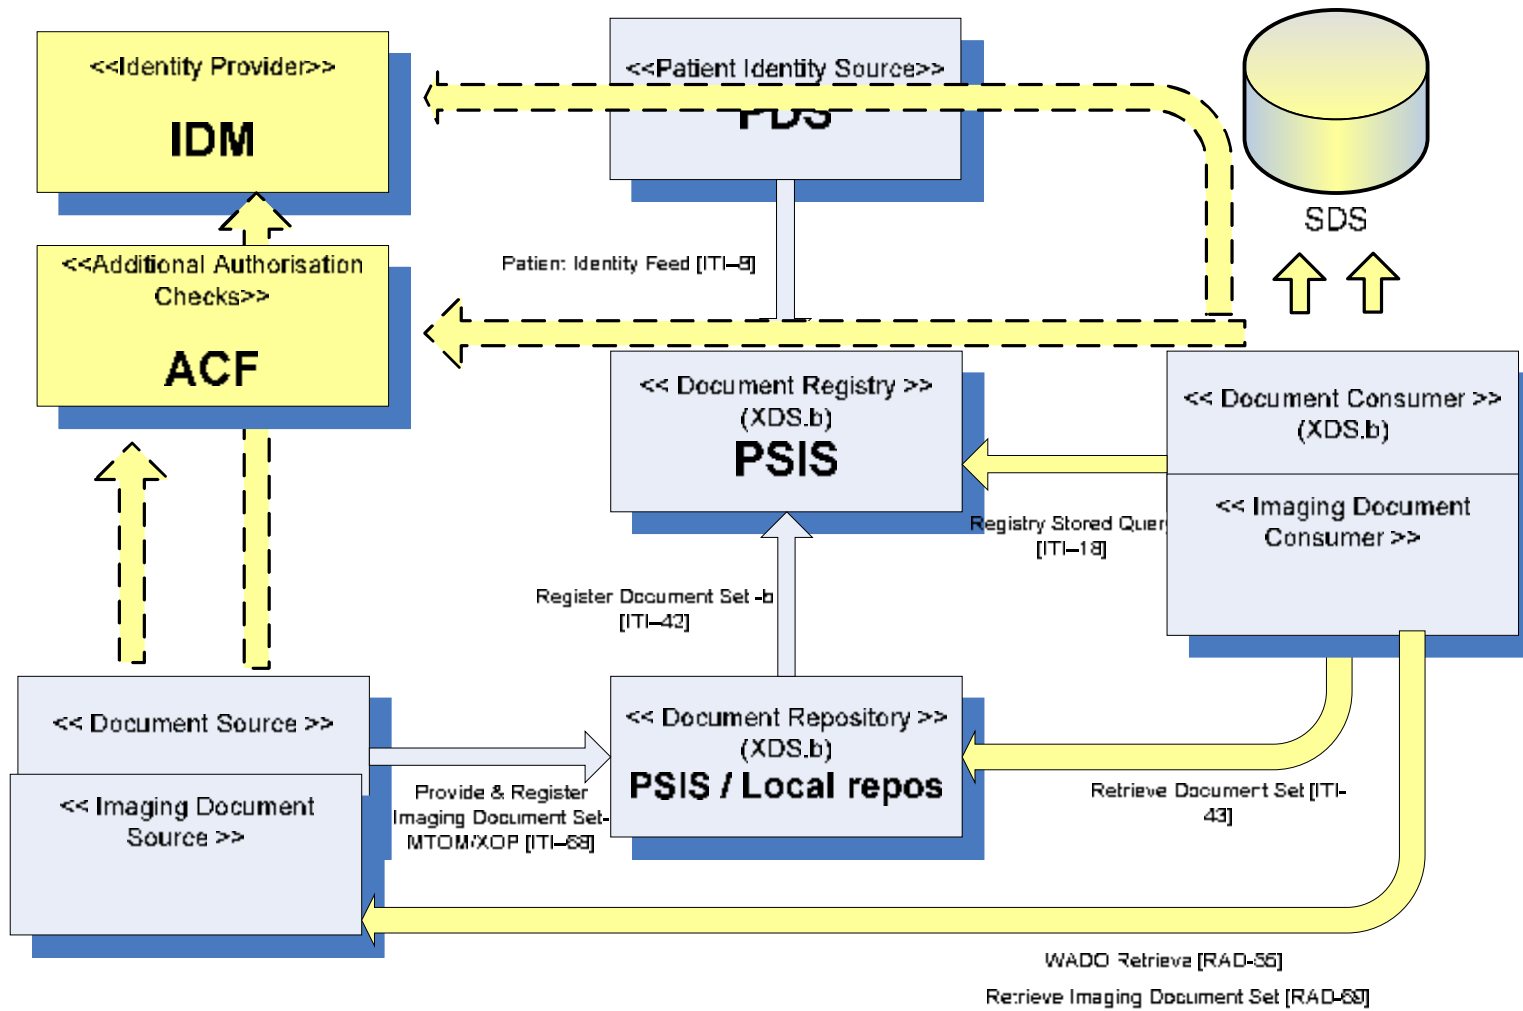 <<Identity Provider>>
IDM
<<Patient Identity Source>>
PDS
SDS
<<Additional Authorisation
Checks>>
ACF
Patient Identity Feed [ITI-8]
<< Document Registry >>
(XDS.b)
PSIS
<< Document Consumer >>
(XDS.b)
<< Imaging Document
Consumer >>
Registry Stored Query
[ITI-18]
Register Document Set -b
[ITI-42]
<< Document Source >>
<< Imaging Document
Source >>
Provide & Register
Imaging Document Set-
MTOM/XOP [ITI-68]
<< Document Repository >>
(XDS.b)
PSIS / Local repos
Retrieve Document Set [ITI-
43]
WADO Retrieve [RAD-55]
Retrieve Imaging Document Set [RAD-69]